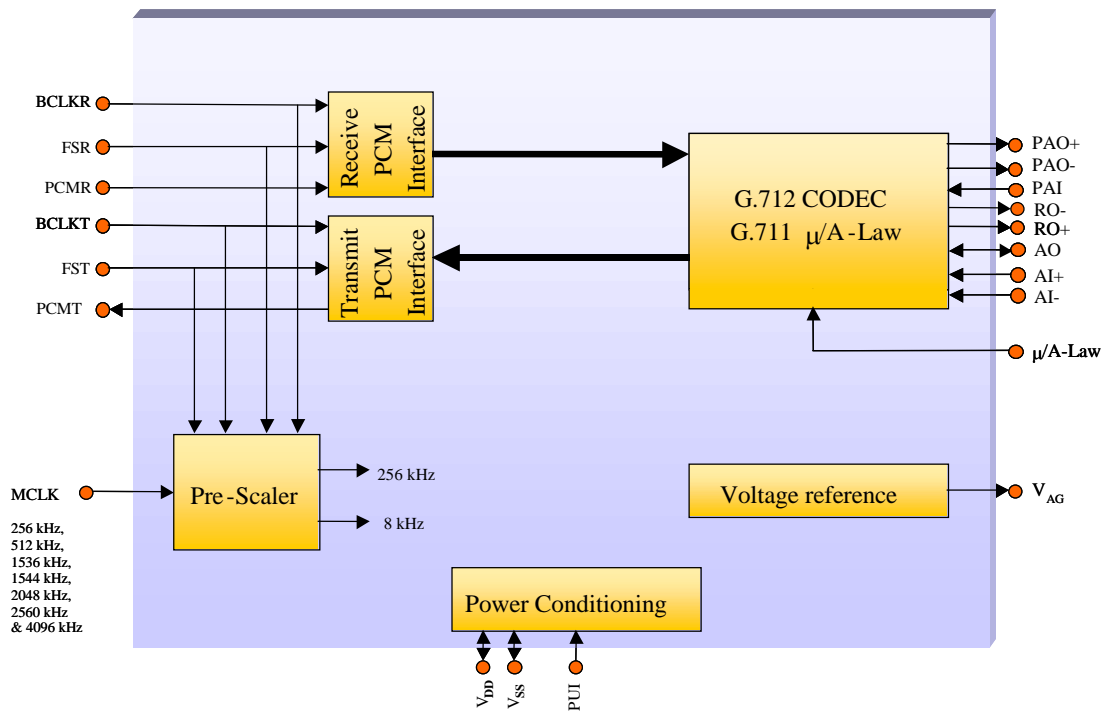 BCLKR
FSR
PCMR
BCLKT
FST
PCMT
Receive
PCM
Interface
Transmit
PCM
Interface
G.712 CODEC
G.711 μ/A-Law
PAO+
PAO-
PAI
RO-
RO+
AO
AI+
AI-
μ/A-Law
MCLK
256 kHz,
512 kHz,
1536 kHz,
1544 kHz,
2048 kHz,
2560 kHz
& 4096 kHz
Pre-Scaler
256 kHz
8 kHz
Voltage reference
VAG
Power Conditioning
VDD
VSS
PUI